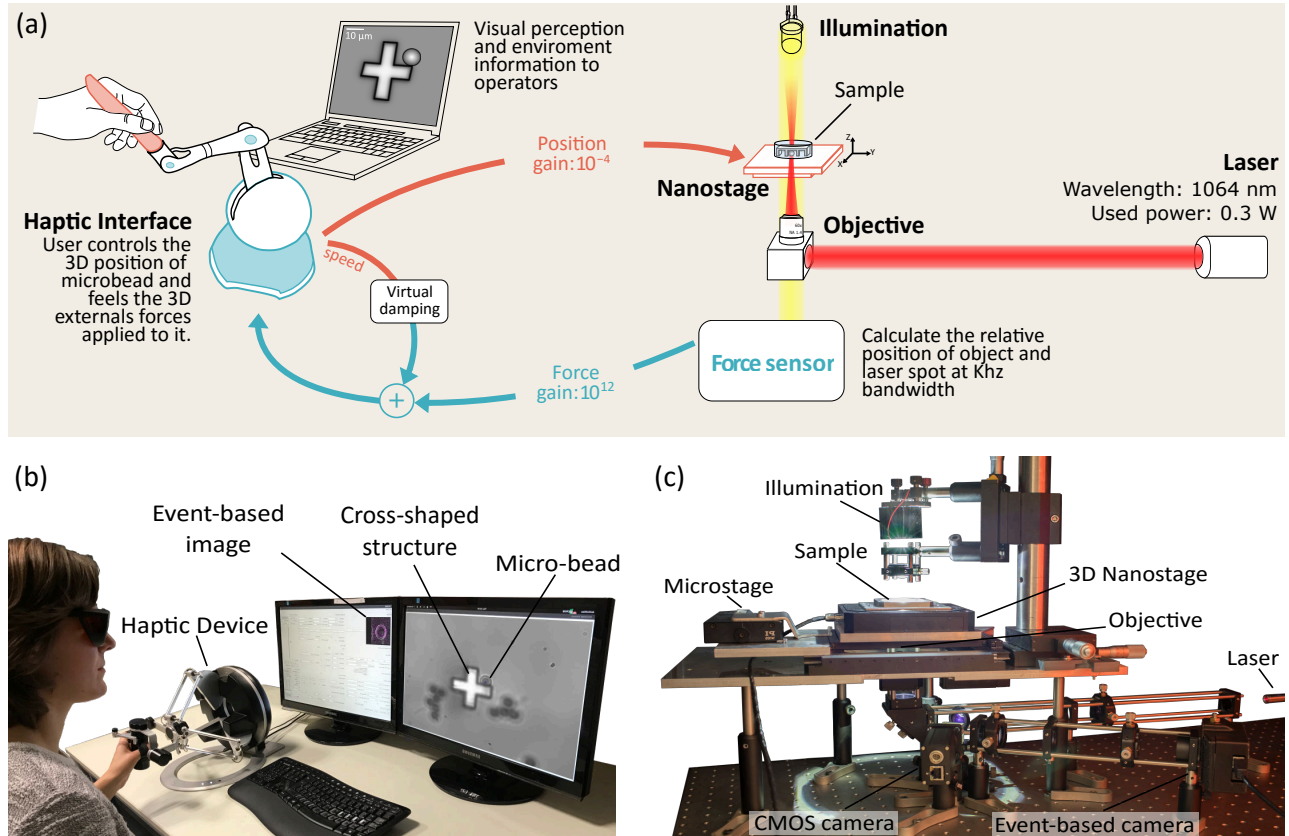 (a)
10 μm
Visual perception
and enviroment
information to
operators
Illumination
Sample
Z
Y
X
Position
gain:10⁻⁴
Nanostage
Laser
Wavelength: 1064 nm
Used power: 0.3 W
Objective
Haptic Interface
User controls the
3D position of
microbead and
feels the 3D
externals forces
applied to it.
speed
Virtual
damping
Force
gain:10¹²
+
Force sensor
Calculate the relative
position of object and
laser spot at Khz
bandwidth
(b)
Event-based
image
Cross-shaped
structure
Micro-bead
Haptic Device
(c)
Illumination
Sample
Microstage
3D Nanostage
Objective
Laser
PI
CMOS camera
Event-based camera